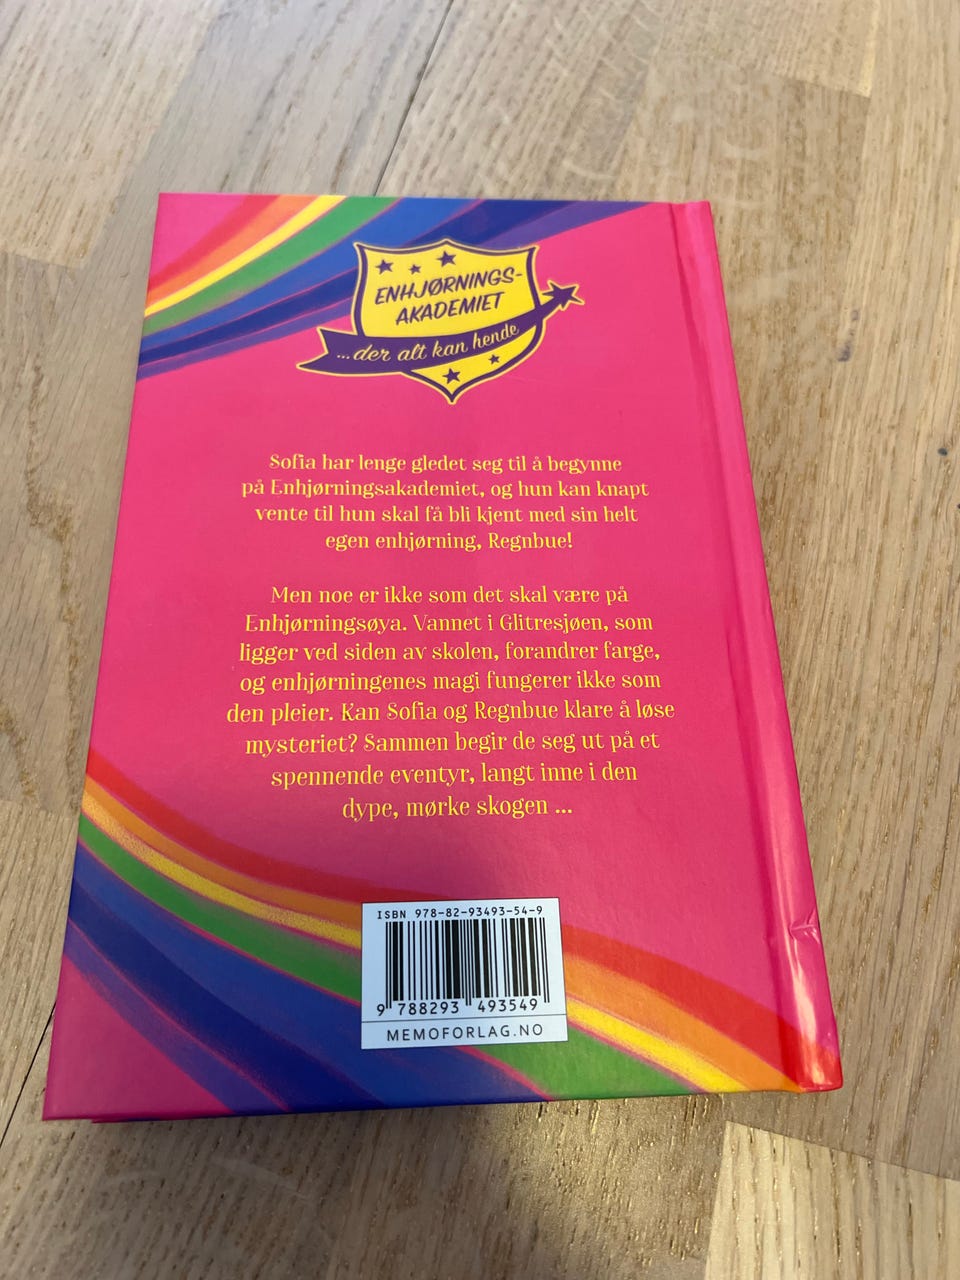 ENHJØRNINGS-
AKADEMIET
...der alt kan hende
Sofia har lenge gledet seg til å begynne
på Enhjørningsakademiet, og hun kan knapt
vente til hun skal få bli kjent med sin helt
egen enhjørning, Regnbue!
Men noe er ikke som det skal være på
Enhjørningsøya. Vannet i Glitresjøen, som
ligger ved siden av skolen, forandrer farge,
og enhjørningenes magi fungerer ikke som
den pleier. Kan Sofia og Regnbue klare å løse
mysteriet? Sammen begir de seg ut på et
spennende eventyr, langt inne i den
dype, mørke skogen ...
ISBN 978-82-93493-54-9
9 788293 493549
MEMOFORLAG.NO